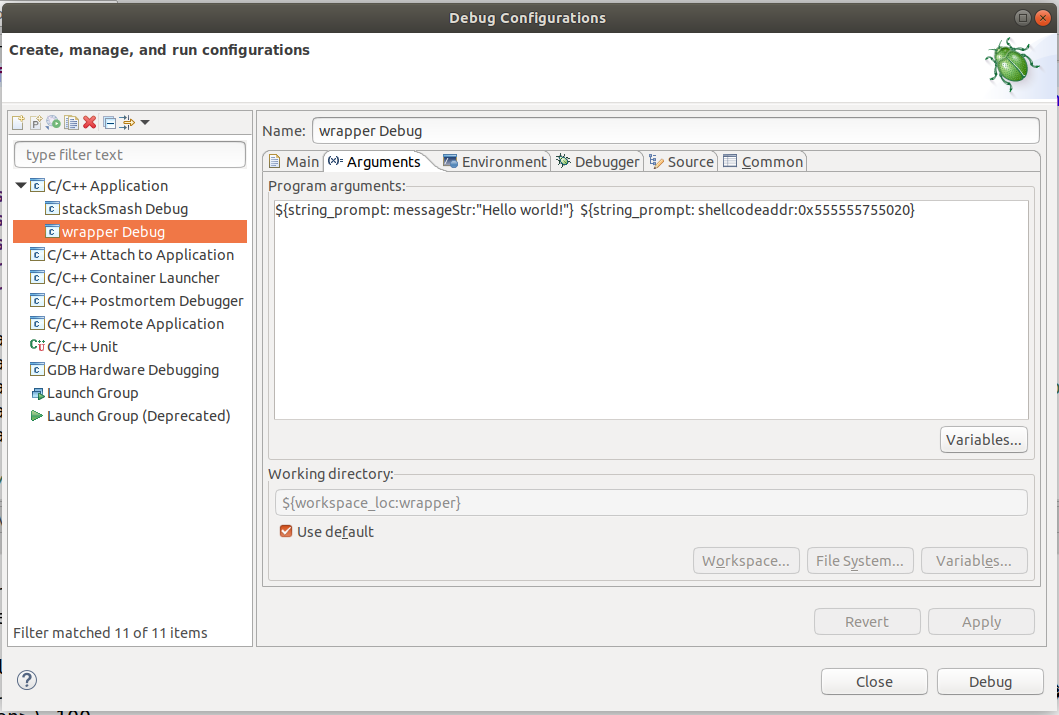 Debug Configurations
Create, manage, and run configurations
type filter text
C/C++ Application
stackSmash Debug
wrapper Debug
C/C++ Attach to Application
C/C++ Container Launcher
C/C++ Postmortem Debugger
C/C++ Remote Application
C/C++ Unit
GDB Hardware Debugging
Launch Group
Launch Group (Deprecated)
Filter matched 11 of 11 items
Name: wrapper Debug
Main (x)= Arguments Environment Debugger Source Common
Program arguments:
${string_prompt: messageStr:"Hello world!"} ${string_prompt: shellcodeaddr:0x555555755020}
Variables...
Working directory:
${workspace_loc:wrapper}
Use default
Workspace... File System... Variables...
Revert Apply
Close Debug